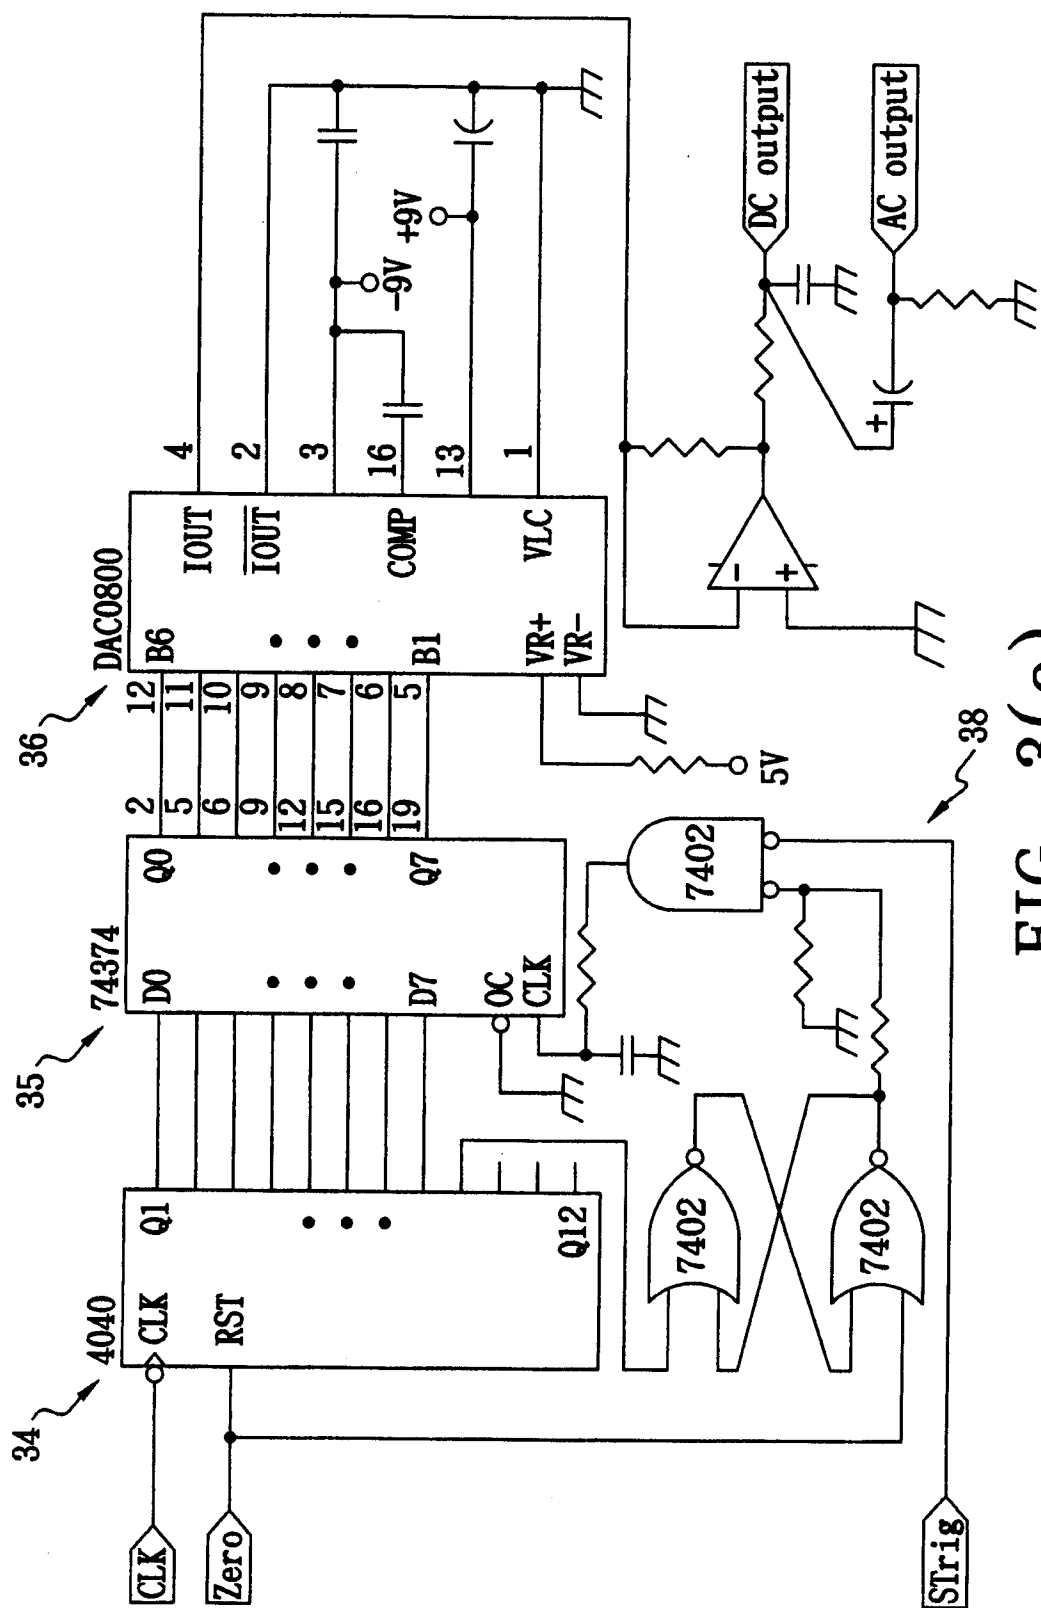 34
4040
CLK
CLK
Zero
RST
Q1
Q12
35
74374
D0
D7
OC
CLK
Q0
Q7
2
5
6
9
12
15
16
19
36
DAC0800
12
11
10
9
8
7
6
5
B6
B1
VR+
VR-
IOUT
IOUT
COMP
VLC
4
2
3
16
13
1
-9V
+9V
5V
7402
7402
7402
-
+
+
DC output
AC output
STrig
38
FIG